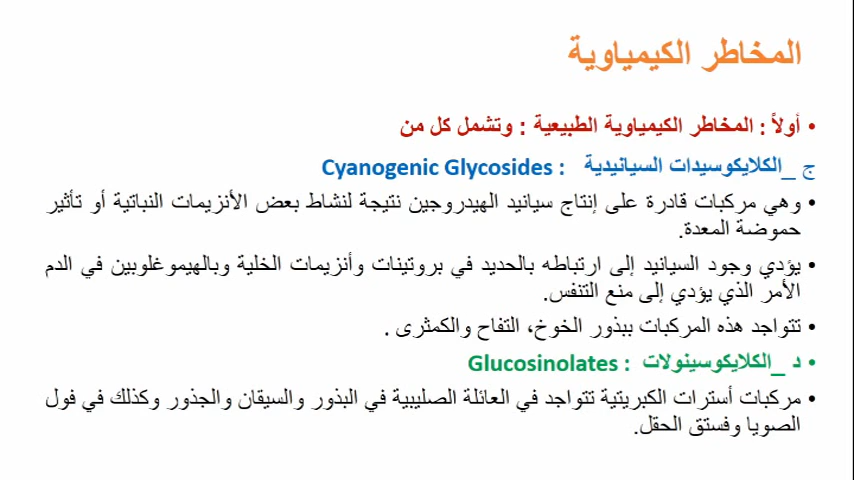 المخاطر الكيمياوية
• أولاً : المخاطر الكيمياوية الطبيعية : وتشمل كل من
ج _الكلايكوسيدات السيانيدية : Cyanogenic Glycosides
• وهي مركبات قادرة على إنتاج سيانيد الهيدروجين نتيجة لنشاط بعض الأنزيمات النباتية أو تأثير
حموضة المعدة.
• يؤدي وجود السيانيد إلى ارتباطه بالحديد في بروتينات وأنزيمات الخلية وبالهيموغلوبين في الدم
الأمر الذي يؤدي إلى منع التنفس.
• تتواجد هذه المركبات ببذور الخوخ، التفاح والكمثرى .
• د _الكلايكوسينولات : Glucosinolates
• مركبات أسترات الكبريتية تتواجد في العائلة الصليبية في البذور والسيقان والجذور وكذلك في فول
الصويا وفستق الحقل.